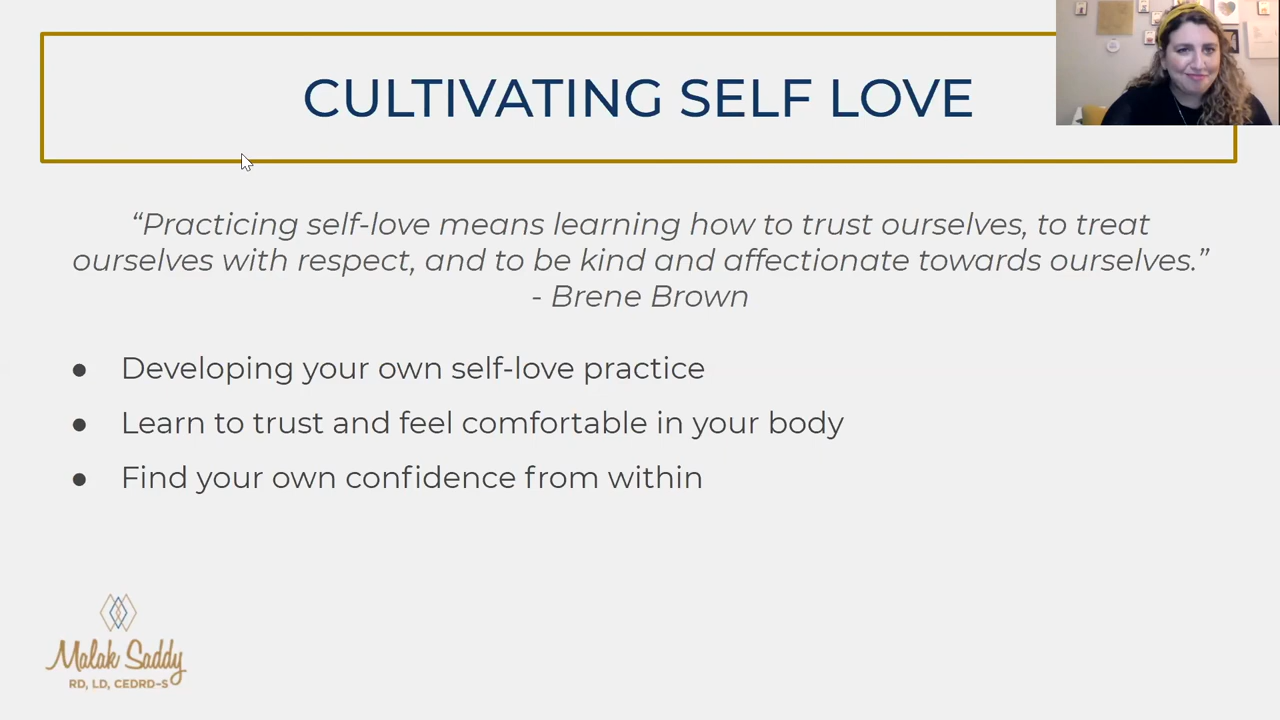 CULTIVATING SELF LOVE
“Practicing self-love means learning how to trust ourselves, to treat
ourselves with respect, and to be kind and affectionate towards ourselves.”
- Brene Brown
● Developing your own self-love practice
● Learn to trust and feel comfortable in your body
● Find your own confidence from within
Malak Saddy
RD, LD, CEDRD-S